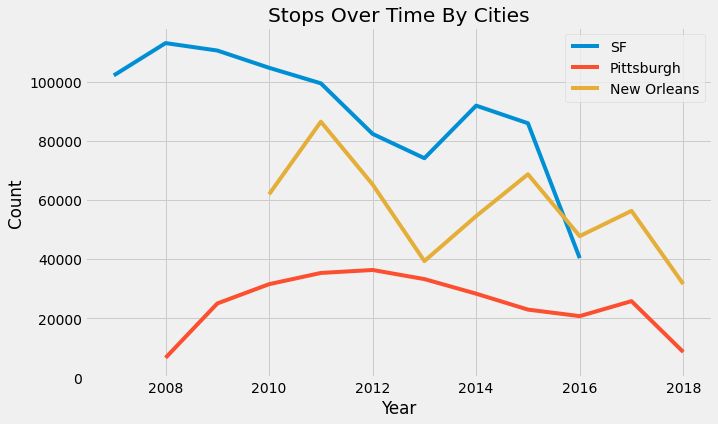 Stops Over Time By Cities
SF
Pittsburgh
New Orleans
100000
80000
60000
40000
20000
0
Count
2008 2010 2012 2014 2016 2018
Year